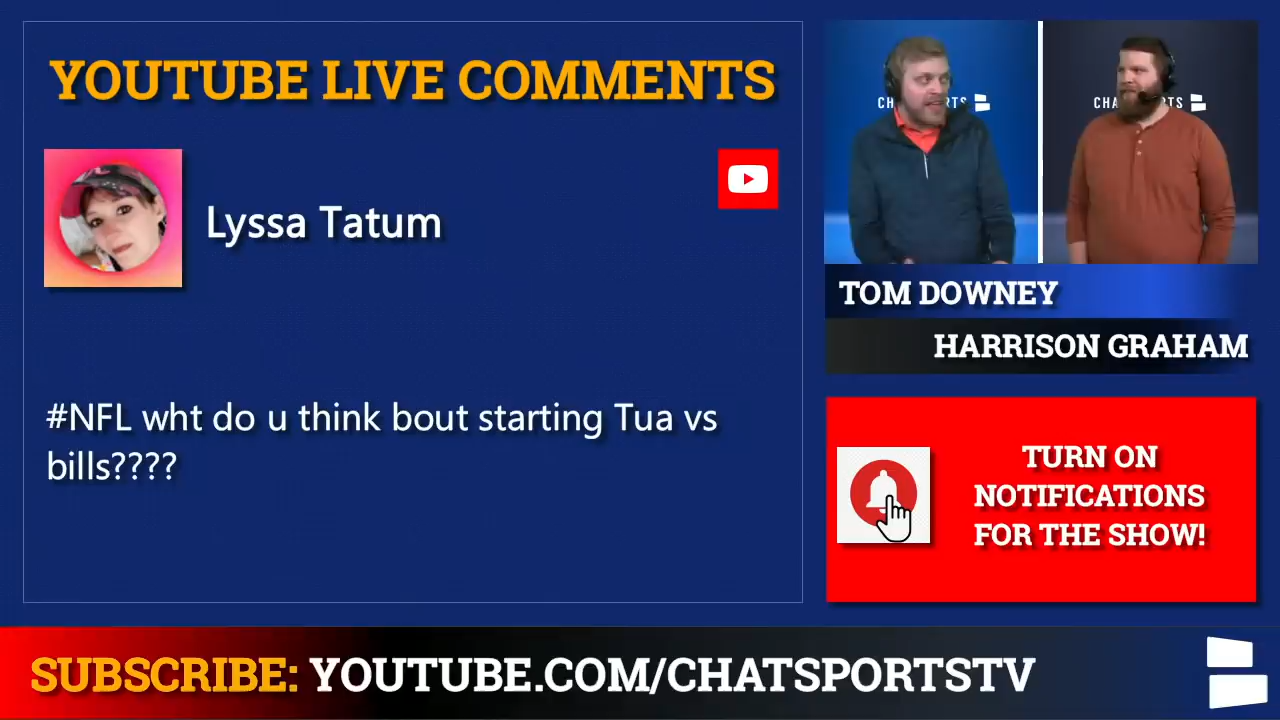 YOUTUBE LIVE COMMENTS
Lyssa Tatum
#NFL wht do u think bout starting Tua vs
bills????
TOM DOWNEY
HARRISON GRAHAM
TURN ON
NOTIFICATIONS
FOR THE SHOW!
SUBSCRIBE: YOUTUBE.COM/CHATSPORTSTV